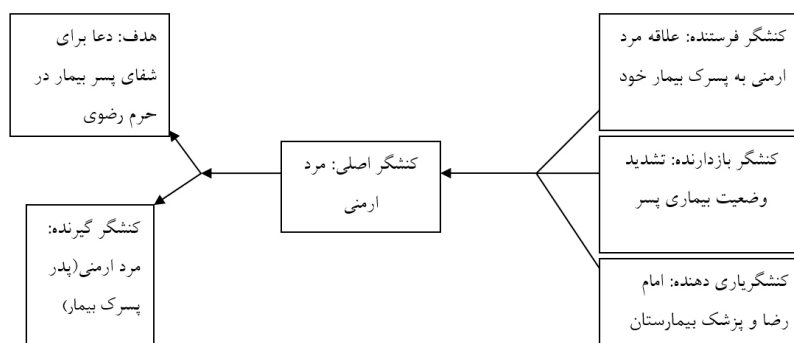 کنشگر فرستنده: علاقه مرد
ارمنی به پسرک بیمار خود
کنشگر بازدارنده: تشدید
وضعیت بیماری پسر
کنشگریاری دهنده: امام
رضا و پزشک بیمارستان
کنشگر اصلی: مرد
ارمنی
هدف: دعا برای
شفای پسر بیمار در
حرم رضوی
کنشگر گیرنده:
مرد ارمنی(پدر
پسرک بیمار)